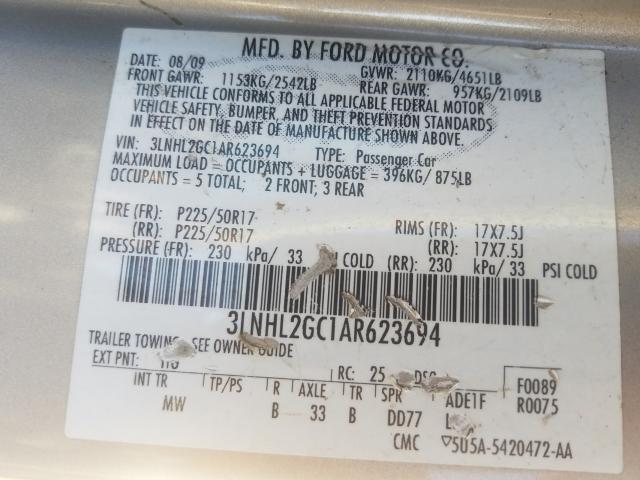 MFD. BY FORD MOTOR CO.
DATE: 08/09 GVWR: 2110KG/4651LB
FRONT GAWR: 1153KG/2542LB REAR GAWR: 957KG/2109LB
THIS VEHICLE CONFORMS TO ALL APPLICABLE FEDERAL MOTOR
VEHICLE SAFETY, BUMPER, AND THEFT PREVENTION STANDARDS
IN EFFECT ON THE DATE OF MANUFACTURE SHOWN ABOVE.
VIN: 3LNHL2GC1AR623694 TYPE: Passenger Car
MAXIMUM LOAD = OCCUPANTS + LUGGAGE = 396KG/ 875LB
OCCUPANTS = 5 TOTAL; 2 FRONT; 3 REAR
TIRE (FR): P225/50R17 RIMS (FR): 17X7.5J
(RR): P225/50R17 (RR): 17X7.5J
PRESSURE (FR): 230 kPa/ 33 COLD (RR): 230 kPa/ 33 PSI COLD
3LNHL2GC1AR623694
TRAILER TOWING: SEE OWNER GUIDE
EXT PNT: RC: 25 DSO F0089
INT TR TP/PS R AXLE TR SPR ADE1F R0075
MW B 33 B DD77
CMC ▽5U5A-5420472-AA